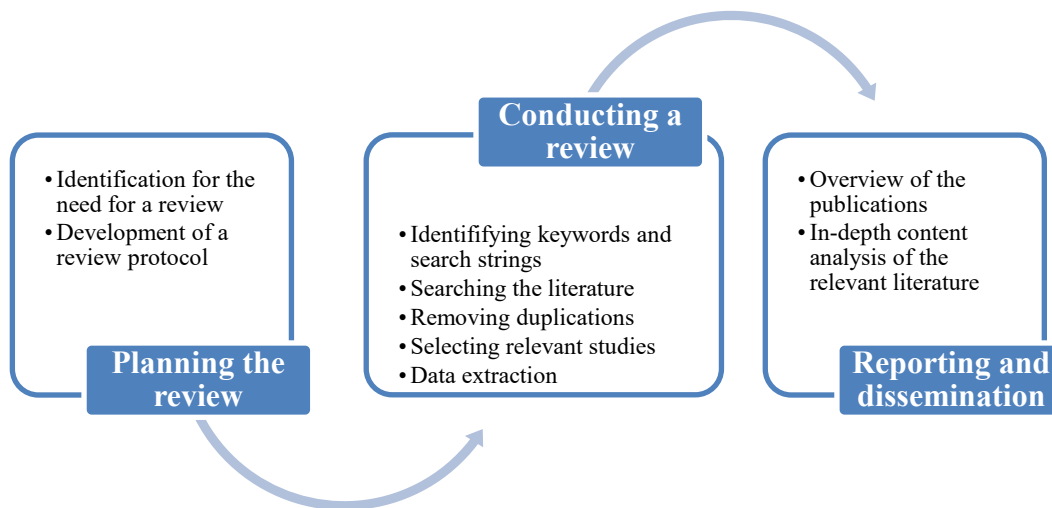 • Identification for the
need for a review
• Development of a
review protocol
Planning the
review
Conducting a
review
• Identififying keywords and
search strings
• Searching the literature
• Removing duplications
• Selecting relevant studies
• Data extraction
• Overview of the
publications
• In-depth content
analysis of the
relevant literature
Reporting and
dissemination